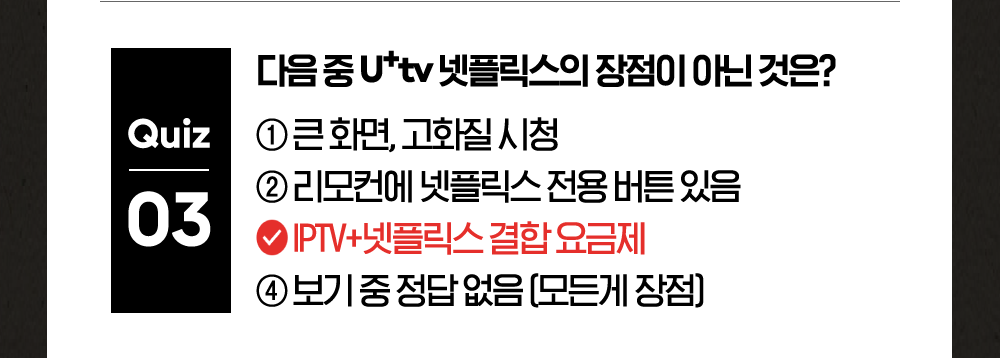 Quiz
03
다음 중 U+tv 넷플릭스의 장점이 아닌 것은?
① 큰 화면, 고화질 시청
② 리모컨에 넷플릭스 전용 버튼 있음
IPTV+넷플릭스 결합 요금제
④ 보기 중 정답 없음 (모든게 장점)